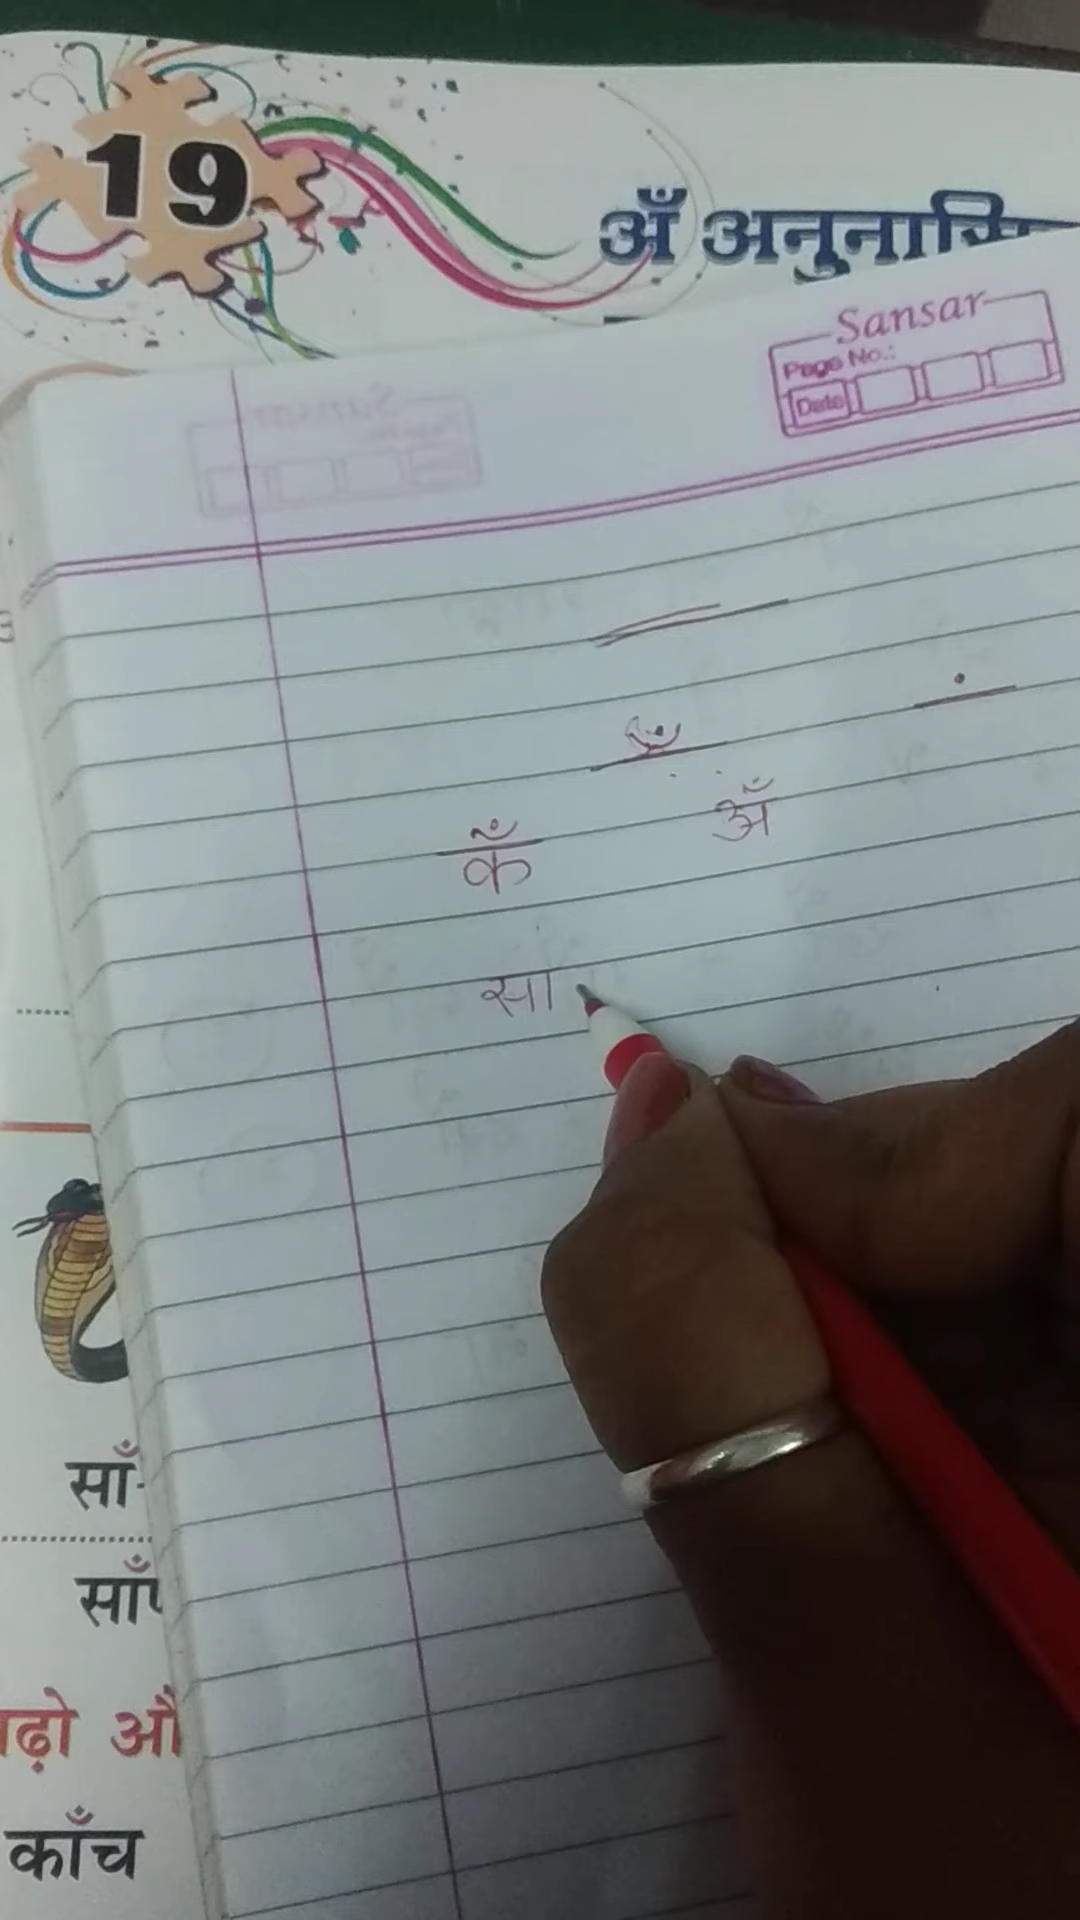 19
अँ अनुनासि
Sansar
Page No.:
Date
अँ
कँ
सा
साँ-
साँप
काँच